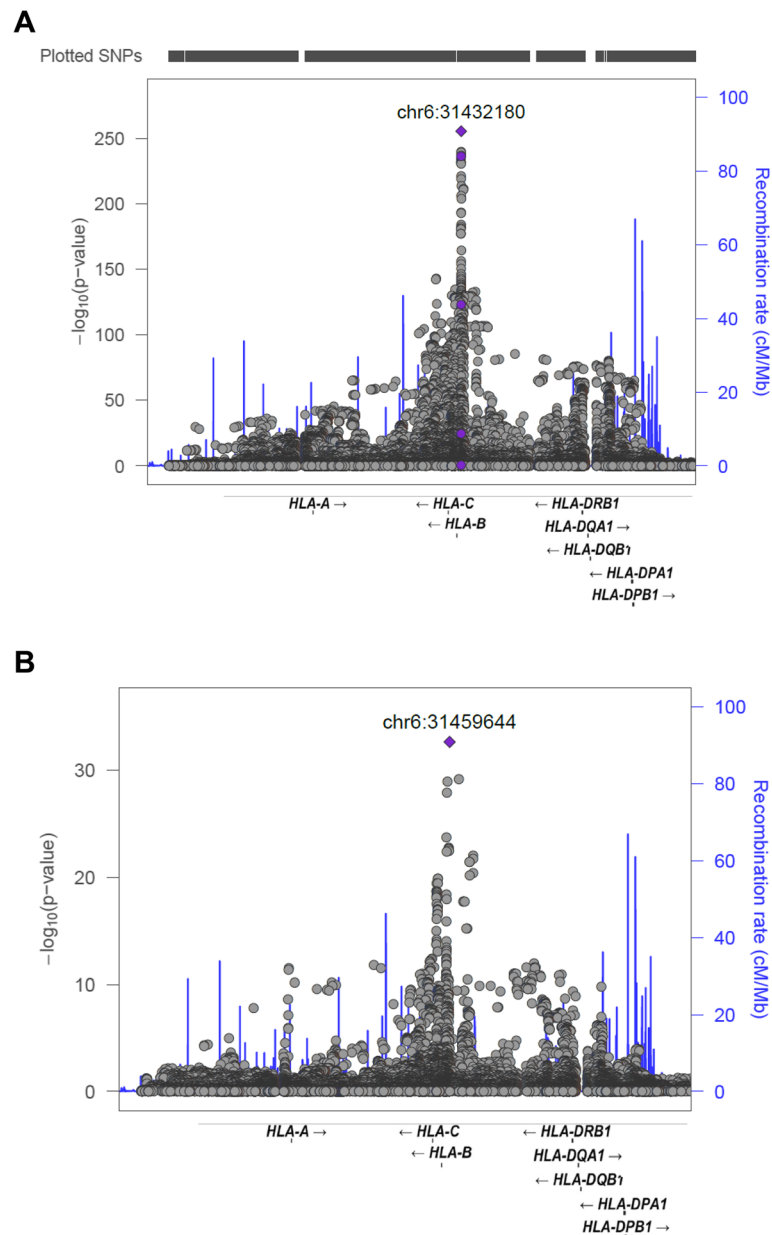 A
Plotted SNPs
chr6:31432180
250
200
150
100
50
0
−log10(p−value)
100
80
60
40
20
0
Recombination rate (cM/Mb)
HLA-A →
← HLA-C
← HLA-DRB1
← HLA-B
HLA-DQA1 →
← HLA-DQB1
← HLA-DPA1
HLA-DPB1 →
B
chr6:31459644
30
20
10
0
−log10(p−value)
100
80
60
40
20
0
Recombination rate (cM/Mb)
HLA-A →
← HLA-C
← HLA-DRB1
← HLA-B
HLA-DQA1 →
← HLA-DQB1
← HLA-DPA1
HLA-DPB1 →